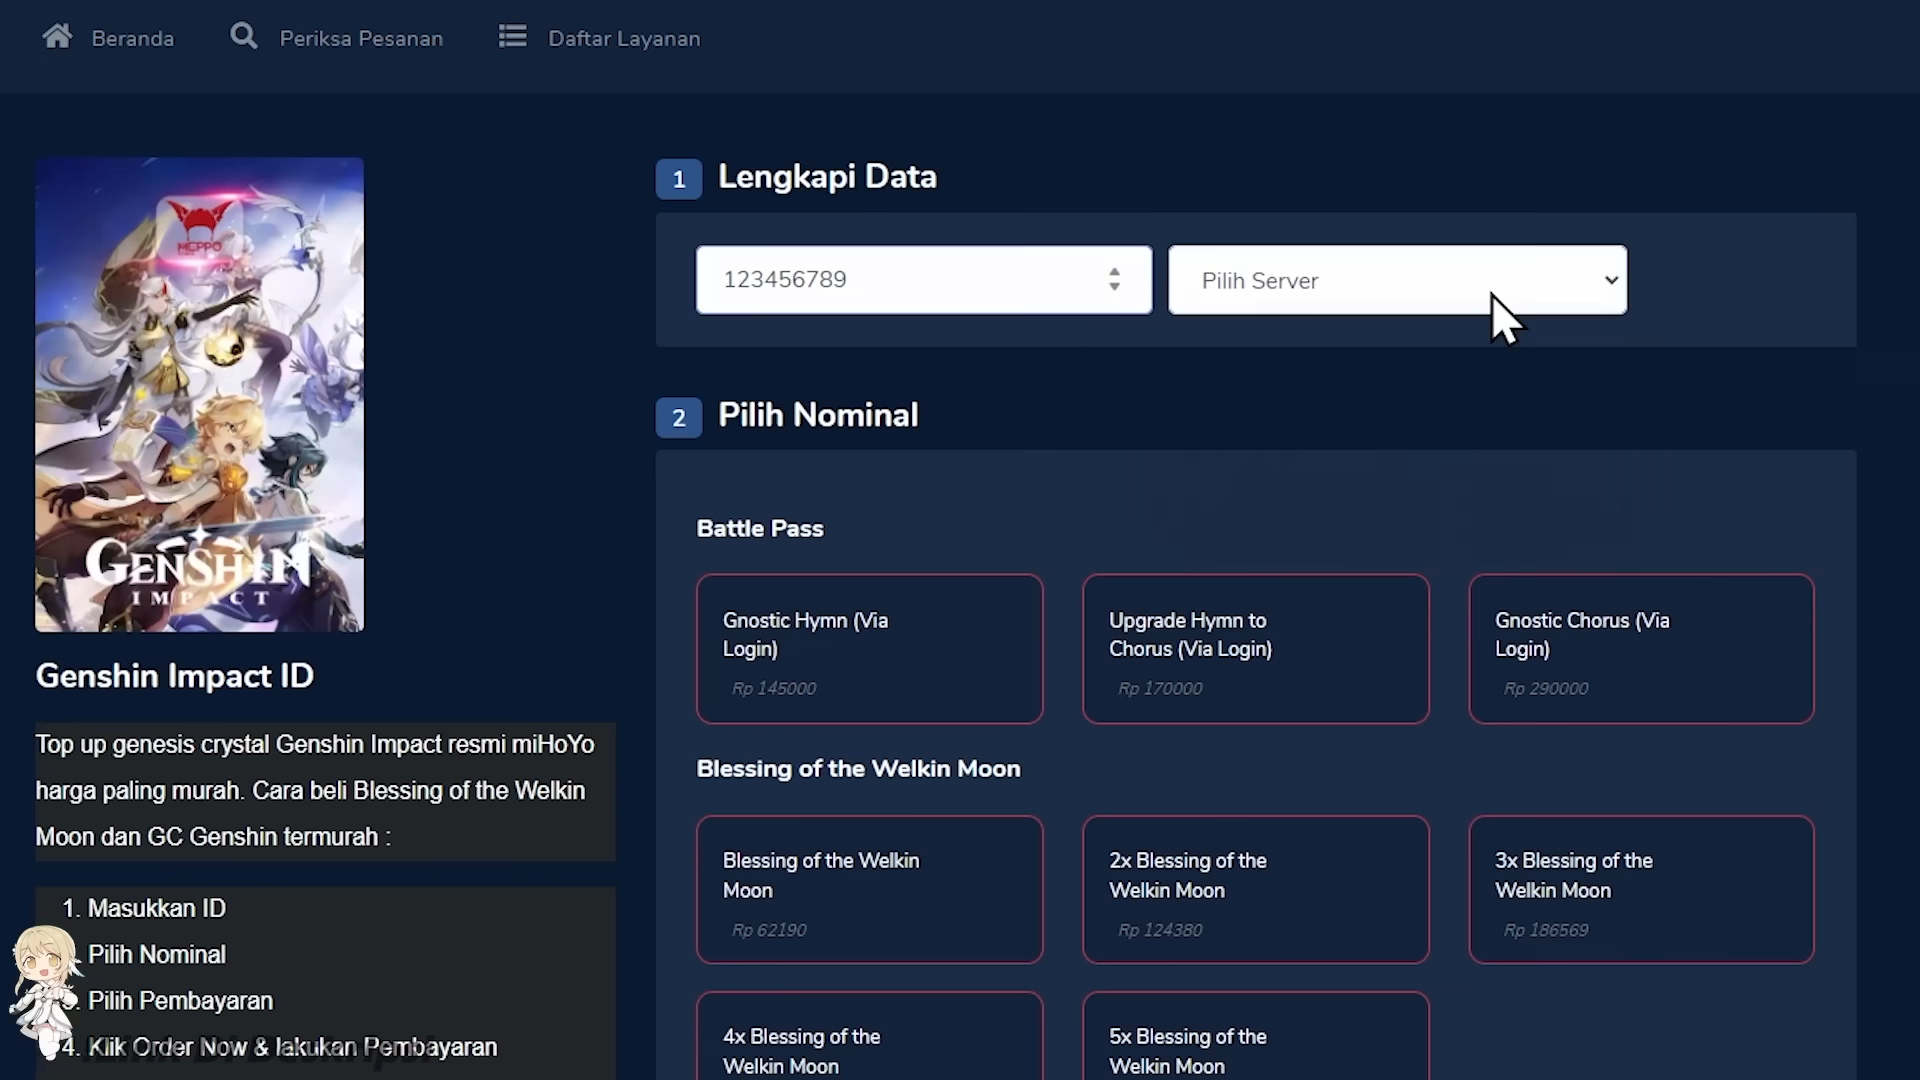 Beranda
Periksa Pesanan
Daftar Layanan
1
Lengkapi Data
123456789
Pilih Server
2
Pilih Nominal
Battle Pass
Gnostic Hymn (Via
Login)
Rp 145000
Upgrade Hymn to
Chorus (Via Login)
Rp 170000
Gnostic Chorus (Via
Login)
Rp 290000
Blessing of the Welkin Moon
Blessing of the Welkin
Moon
Rp 62190
2x Blessing of the
Welkin Moon
Rp 124380
3x Blessing of the
Welkin Moon
Rp 186569
4x Blessing of the
Welkin Moon
5x Blessing of the
Welkin Moon
MCPPO
GENSHIN
IMPACT
Genshin Impact ID
Top up genesis crystal Genshin Impact resmi miHoYo
harga paling murah. Cara beli Blessing of the Welkin
Moon dan GC Genshin termurah :
1. Masukkan ID
Pilih Nominal
Pilih Pembayaran
4. Klik Order Now & lakukan Pembayaran